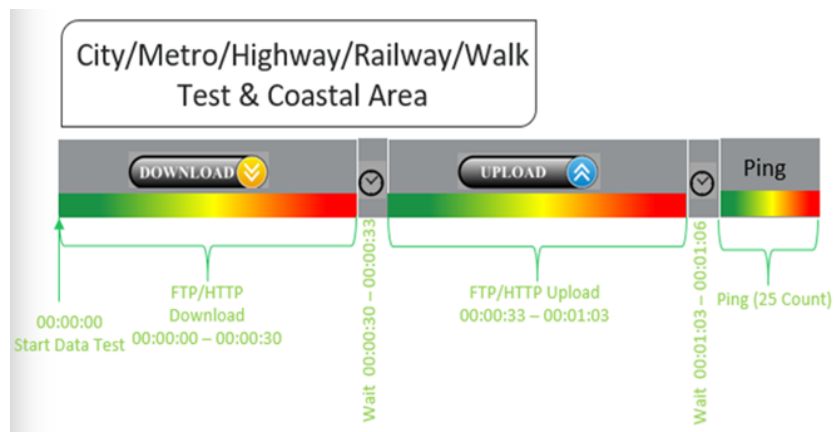 City/Metro/Highway/Railway/Walk
Test & Coastal Area
DOWNLOAD
UPLOAD
Ping
00:00:00
Start Data Test
FTP/HTTP
Download
00:00:00 – 00:00:30
Wait 00:00:30 – 00:00:33
FTP/HTTP Upload
00:00:33 – 00:01:03
Wait 00:01:03 – 00:01:06
Ping (25 Count)